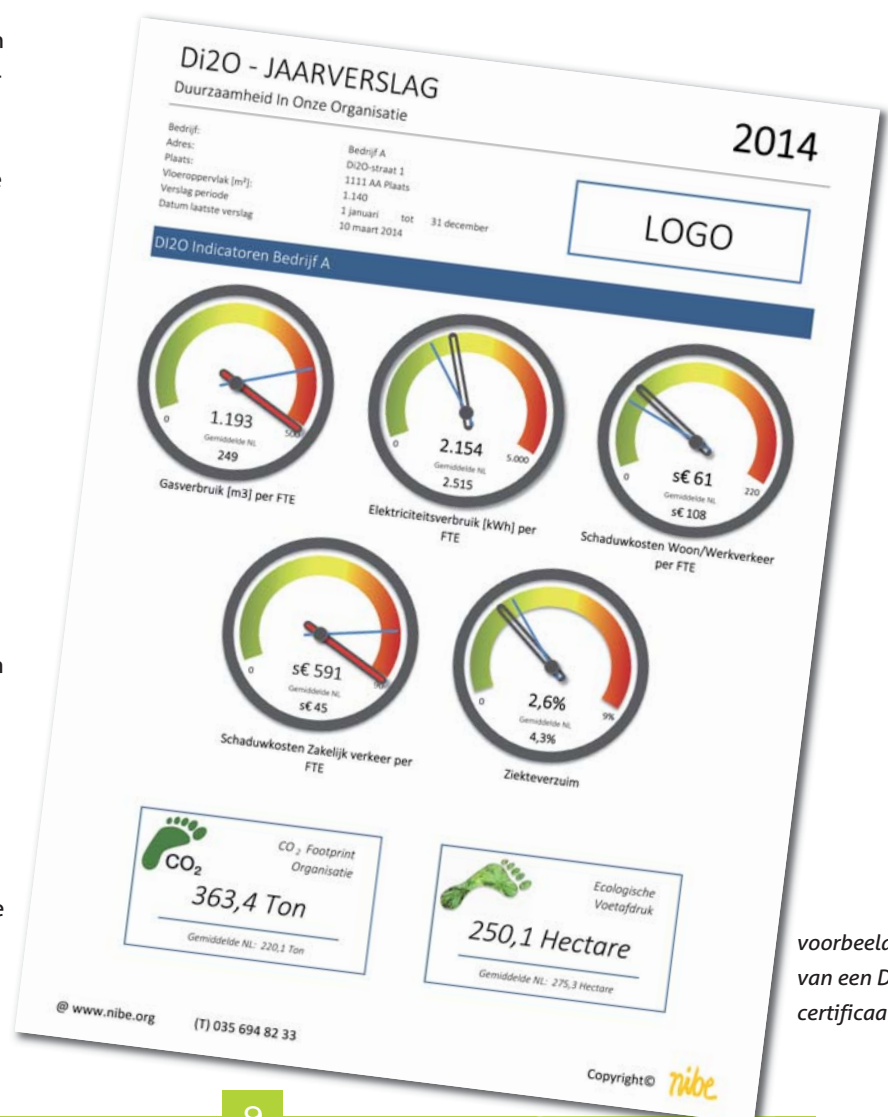 Di2O - JAARVERSLAG
Duurzaamheid In Onze Organisatie
2014
Bedrijf: Bedrijf A
Adres: Di2O-straat 1
Plaats: 1111 AA Plaats
Vloeroppervlak [m²]: 1.140
Verslag periode 1 januari tot 31 december
Datum laatste verslag 10 maart 2014
LOGO
DI2O Indicatoren Bedrijf A
0
1.193
Gemiddelde NL
249
Gasverbruik [m3] per FTE
0
5.000
2.154
Gemiddelde NL
2.515
Elektriciteitsverbruik [kWh] per
FTE
0
220
s€ 61
Gemiddelde NL
s€ 108
Schaduwkosten Woon/Werkverkeer
per FTE
0
s€ 591
Gemiddelde NL
s€ 45
Schaduwkosten Zakelijk verkeer per
FTE
0
9%
2,6%
Gemiddelde NL
4,3%
Ziekteverzuim
CO₂
CO₂ Footprint
Organisatie
363,4 Ton
Gemiddelde NL: 220,1 Ton
Ecologische
Voetafdruk
250,1 Hectare
Gemiddelde NL: 275,3 Hectare
@ www.nibe.org (T) 035 694 82 33
Copyright© nibe
voorbeeld
van een D
certificaa
9